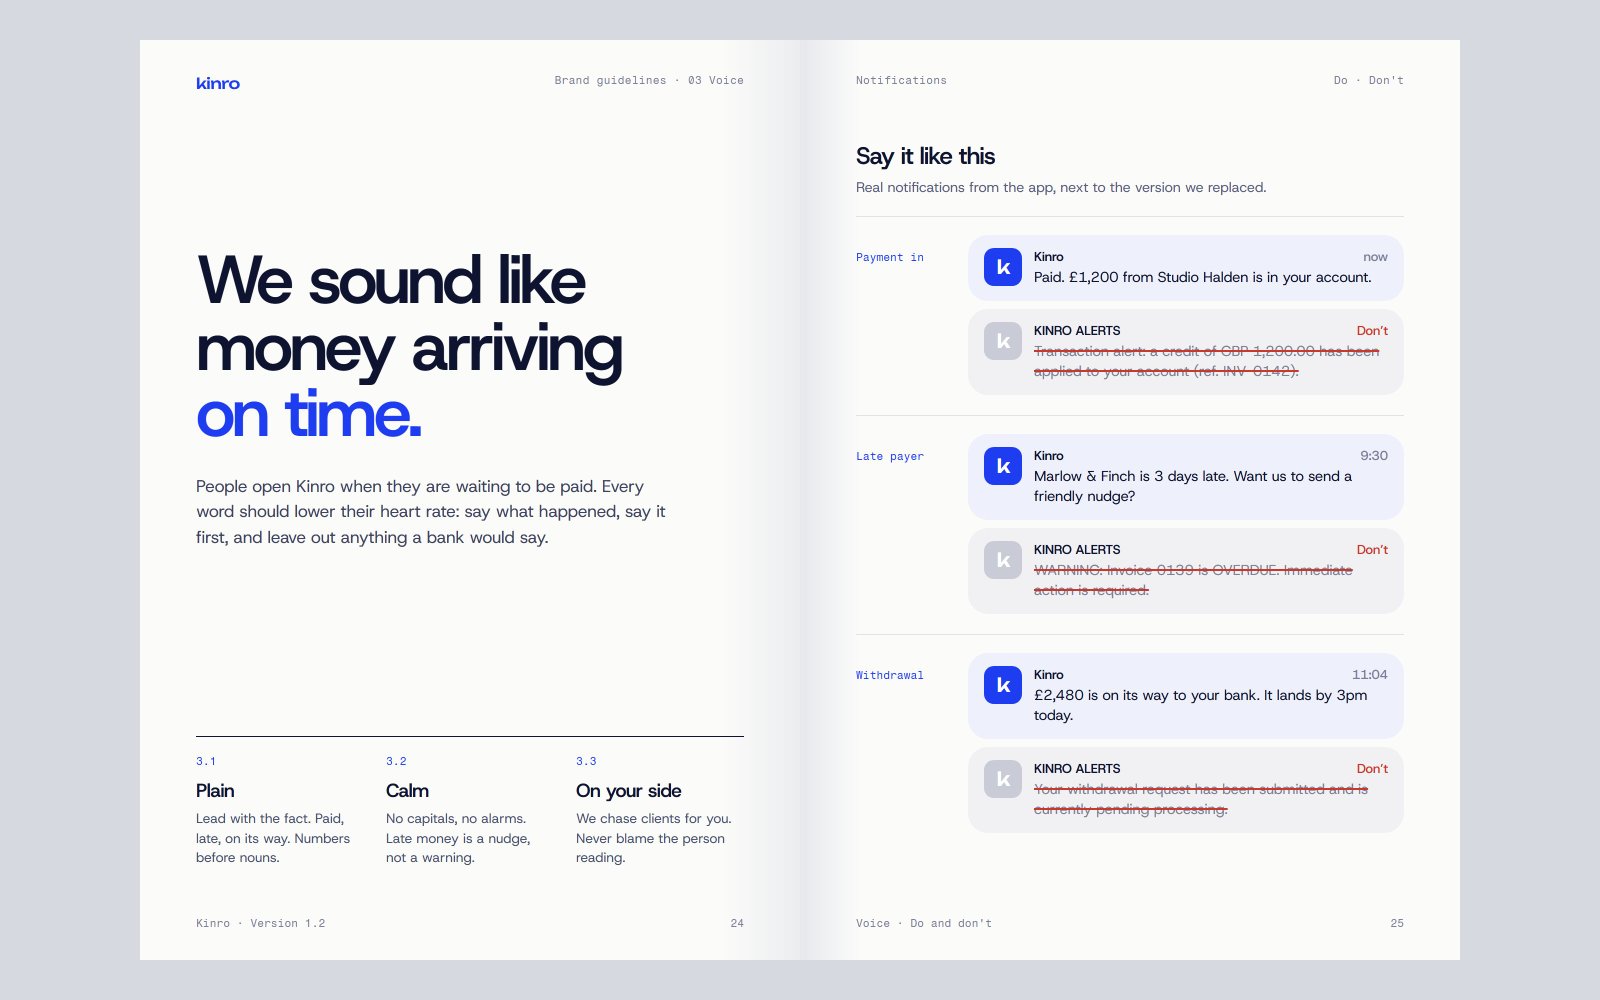 kinro
Brand guidelines · 03 Voice
We sound like
money arriving
on time.
People open Kinro when they are waiting to be paid. Every
word should lower their heart rate: say what happened, say it
first, and leave out anything a bank would say.
3.1
Plain
Lead with the fact. Paid,
late, on its way. Numbers
before nouns.
3.2
Calm
No capitals, no alarms.
Late money is a nudge,
not a warning.
3.3
On your side
We chase clients for you.
Never blame the person
reading.
Kinro · Version 1.2
24
Notifications
Do · Don't
Say it like this
Real notifications from the app, next to the version we replaced.
Payment in
k
Kinro
now
Paid. £1,200 from Studio Halden is in your account.
k
KINRO ALERTS
Don't
Transaction alert: a credit of GBP 1,200.00 has been
applied to your account (ref. INV-0142).
Late payer
k
Kinro
9:30
Marlow & Finch is 3 days late. Want us to send a
friendly nudge?
k
KINRO ALERTS
Don't
WARNING: Invoice 0139 is OVERDUE. Immediate
action is required.
Withdrawal
k
Kinro
11:04
£2,480 is on its way to your bank. It lands by 3pm
today.
k
KINRO ALERTS
Don't
Your withdrawal request has been submitted and is
currently pending processing.
Voice · Do and don't
25